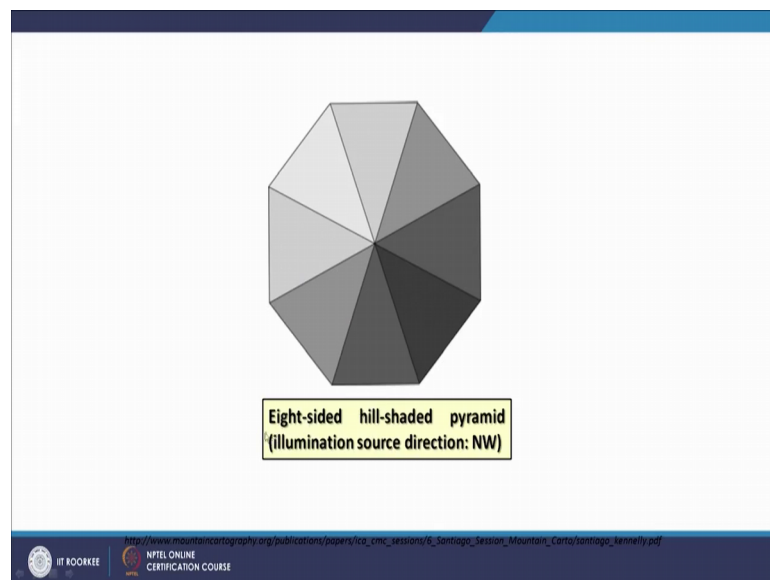 Eight-sided hill-shaded pyramid
(illumination source direction: NW)
http://www.mountaincartography.org/publications/papers/ica_cmc_sessions/6_Santiago_Session_Mountain_Carto/santiago_kennelly.pdf
IIT ROORKEE
NPTEL ONLINE
CERTIFICATION COURSE
NPTEL